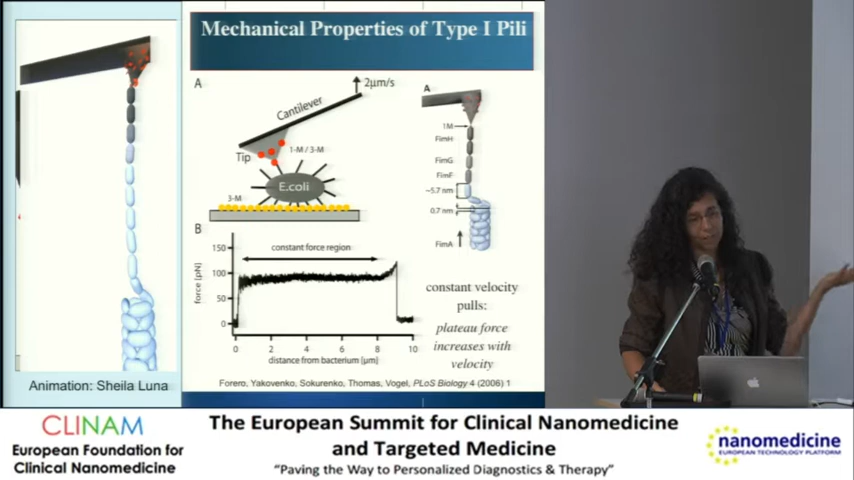 Mechanical Properties of Type I Pili
A
2μm/s
Cantilever
Tip
1-M / 3-M
E.coli
3-M
B
constant force region
force [pN]
150
100
50
0
0 2 4 6 8 10
distance from bacterium [μm]
A
1M
FimH
FimG
FimF
~5.7 nm
0.7 nm
FimA
constant velocity
pulls:
plateau force
increases with
velocity
Animation: Sheila Luna
Forero, Yakovenko, Sokurenko, Thomas, Vogel, PLoS Biology 4 (2006) 1
CLINAM
European Foundation for
Clinical Nanomedicine
The European Summit for Clinical Nanomedicine
and Targeted Medicine
“Paving the Way to Personalized Diagnostics & Therapy”
nanomedicine
EUROPEAN TECHNOLOGY PLATFORM